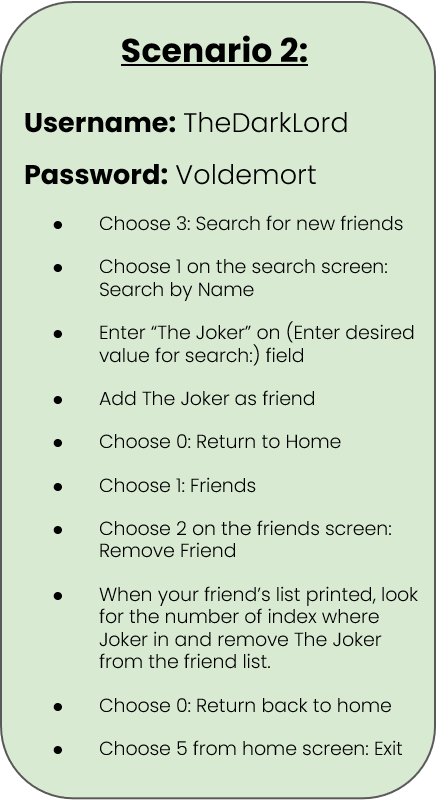 Scenario 2:
Username: TheDarkLord
Password: Voldemort
● Choose 3: Search for new friends
● Choose 1 on the search screen:
Search by Name
● Enter “The Joker” on (Enter desired
value for search:) field
● Add The Joker as friend
● Choose 0: Return to Home
● Choose 1: Friends
● Choose 2 on the friends screen:
Remove Friend
● When your friend’s list printed, look
for the number of index where
Joker in and remove The Joker
from the friend list.
● Choose 0: Return back to home
● Choose 5 from home screen: Exit